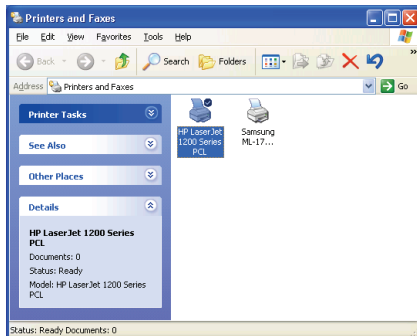 Printers and Faxes
File Edit View Favorites Tools Help
Back Search Folders
Address Printers and Faxes Go
Printer Tasks
See Also
Other Places
Details
HP LaserJet 1200 Series
PCL
Documents: 0
Status: Ready
Model: HP LaserJet 1200 Series
PCL
HP LaserJet
1200 Series
PCL
Samsung
ML-17...
Status: Ready Documents: 0